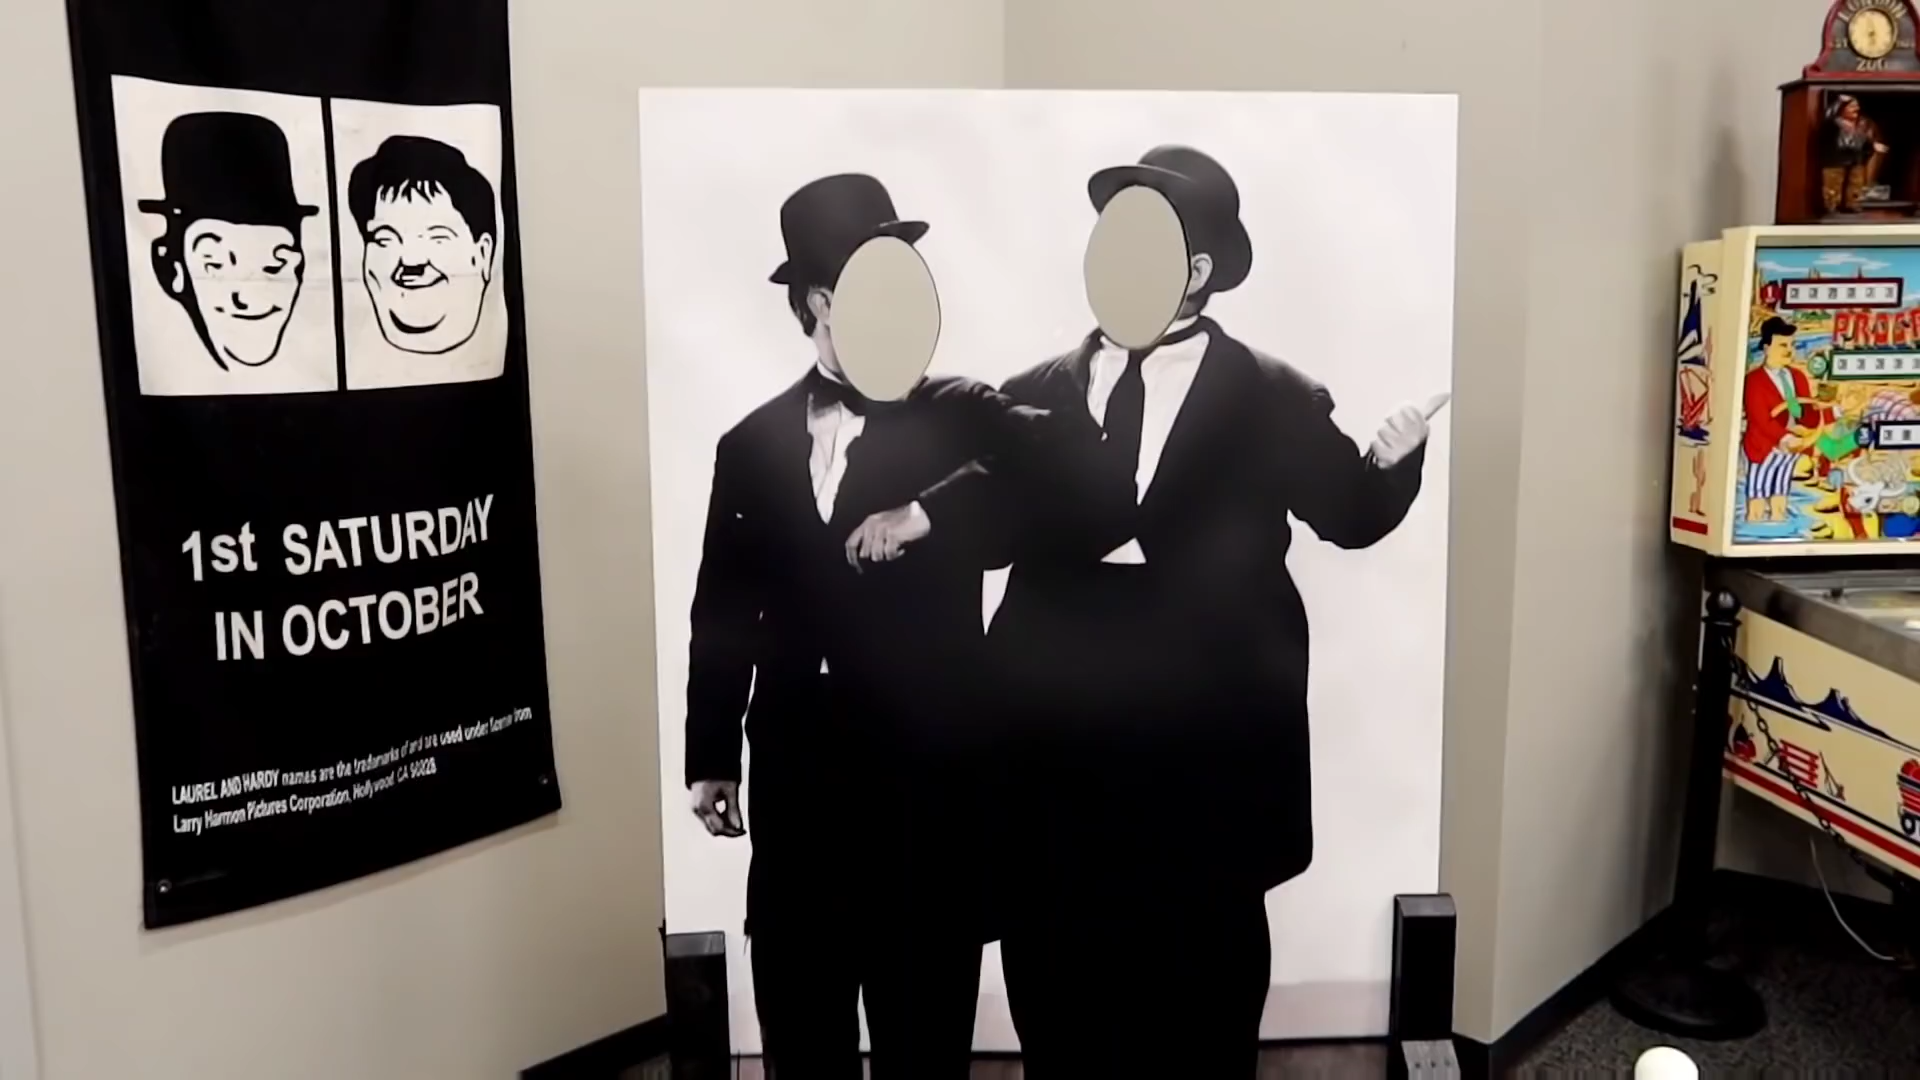 1st SATURDAY
IN OCTOBER
LAUREL AND HARDY names are the trademarks of and are used under license from
Larry Harmon Pictures Corporation, Hollywood, CA 90028